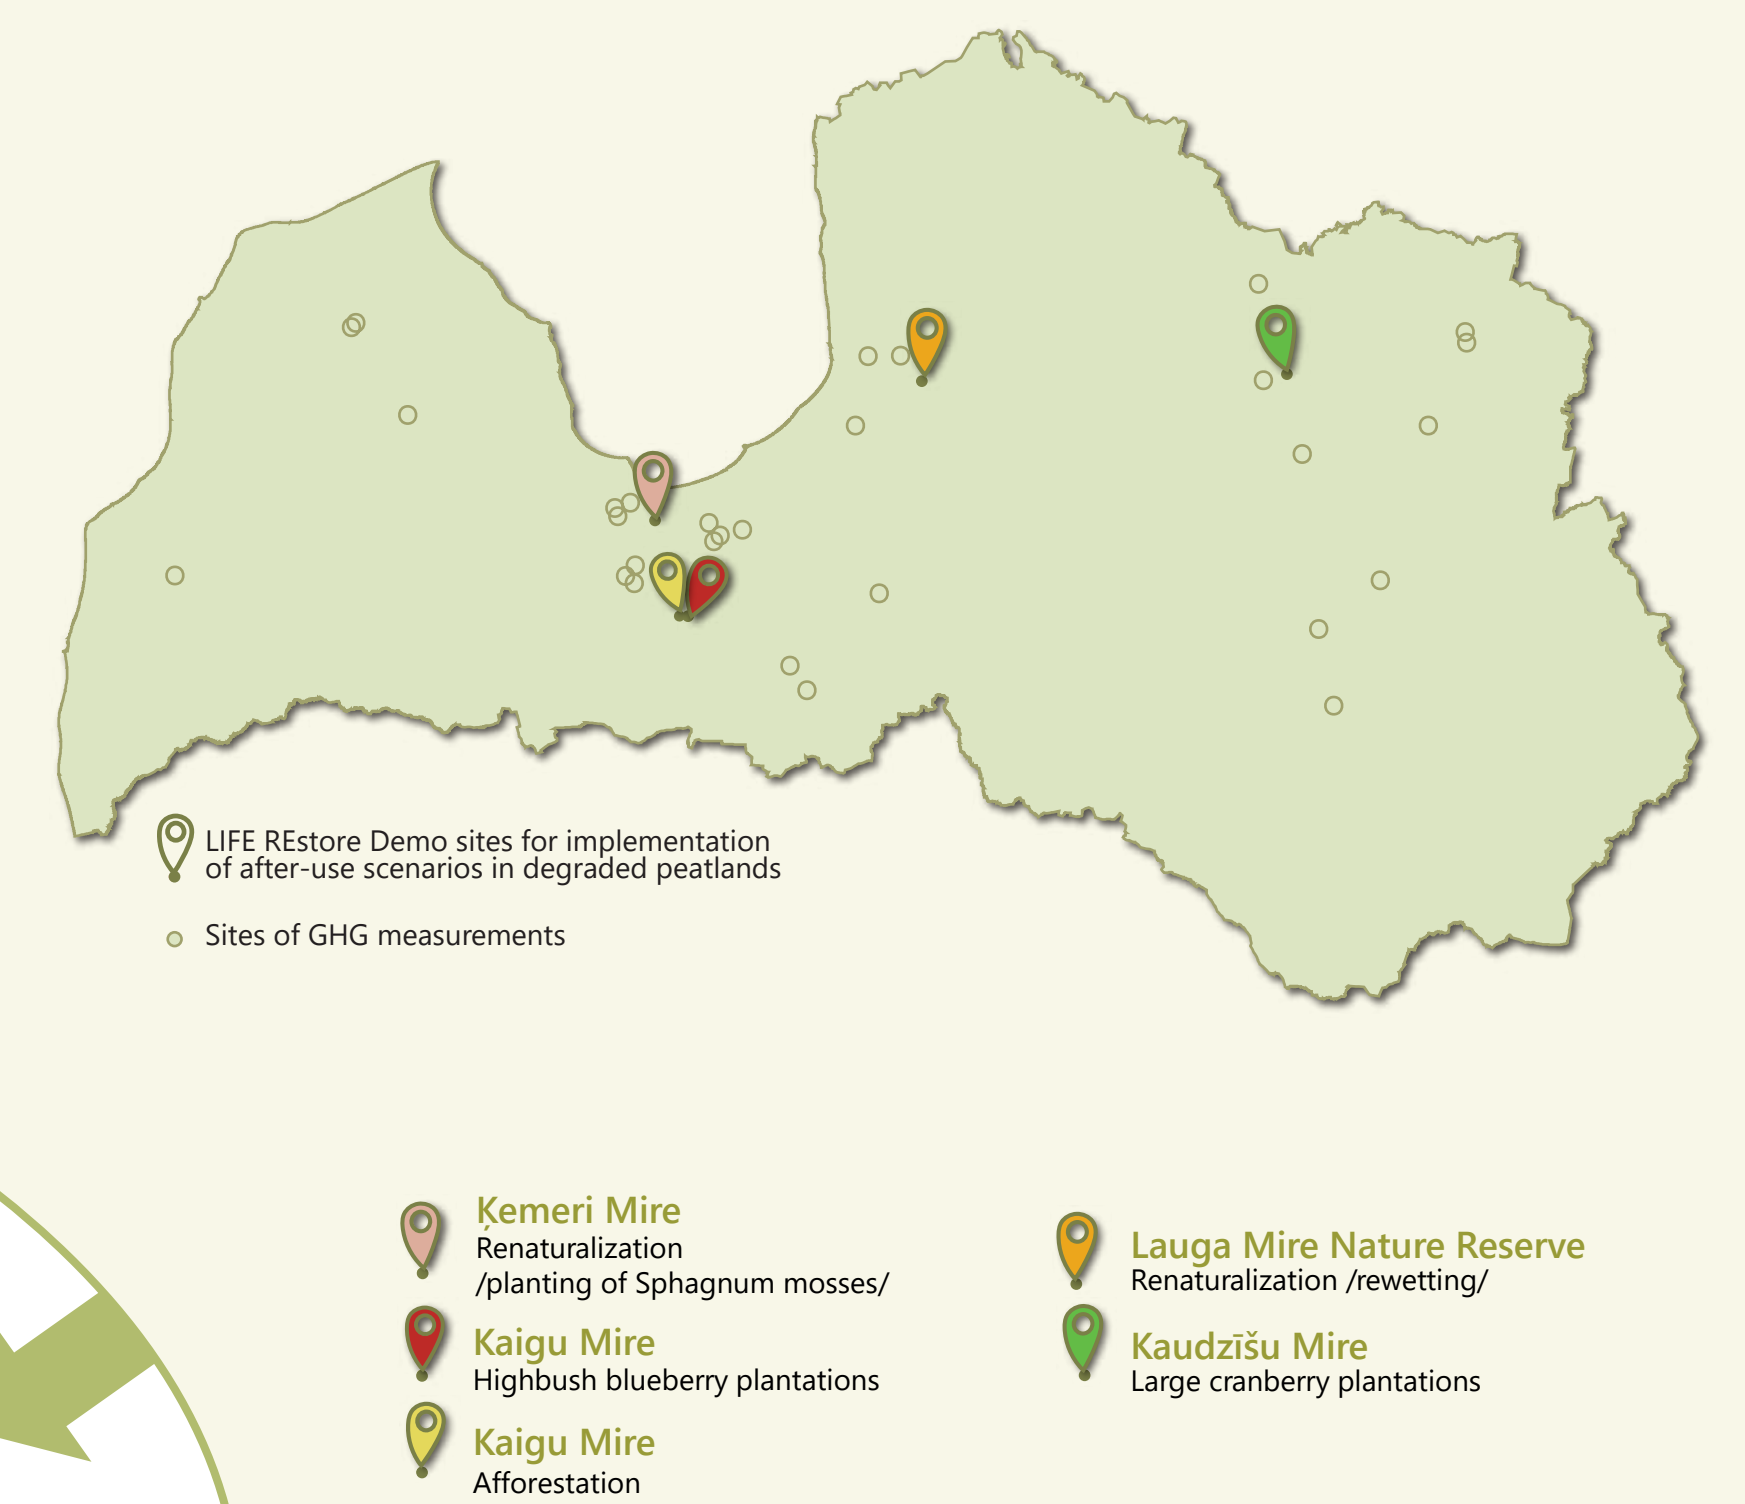 LIFE REstore Demo sites for implementation
of after-use scenarios in degraded peatlands
Sites of GHG measurements
Ķemeri Mire
Renaturalization
/planting of Sphagnum mosses/
Kaigu Mire
Highbush blueberry plantations
Kaigu Mire
Afforestation
Lauga Mire Nature Reserve
Renaturalization /rewetting/
Kaudzīšu Mire
Large cranberry plantations